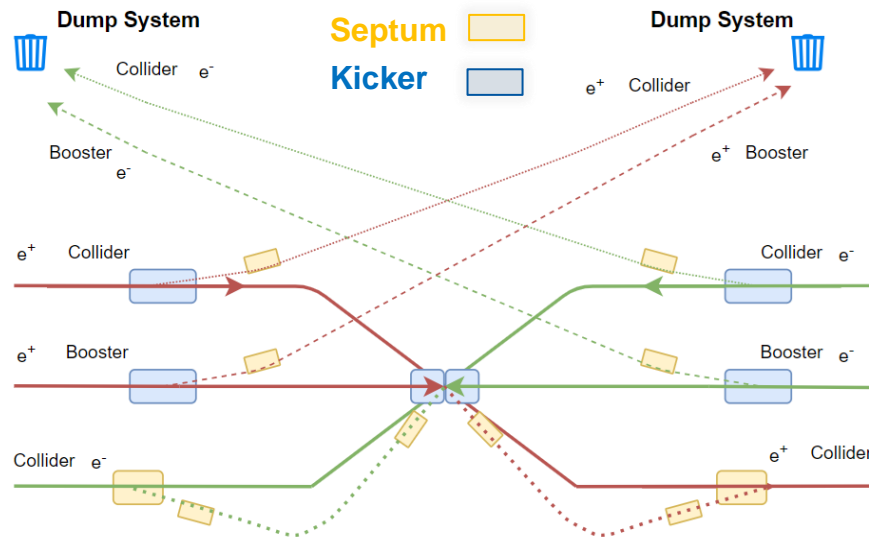 Dump System
Septum
Dump System
Kicker
Collider e⁻
e⁺ Collider
Booster
e⁻
e⁺ Booster
e⁺ Collider
Collider e⁻
e⁺ Booster
Booster e⁻
Collider e⁻
e⁺ Collider